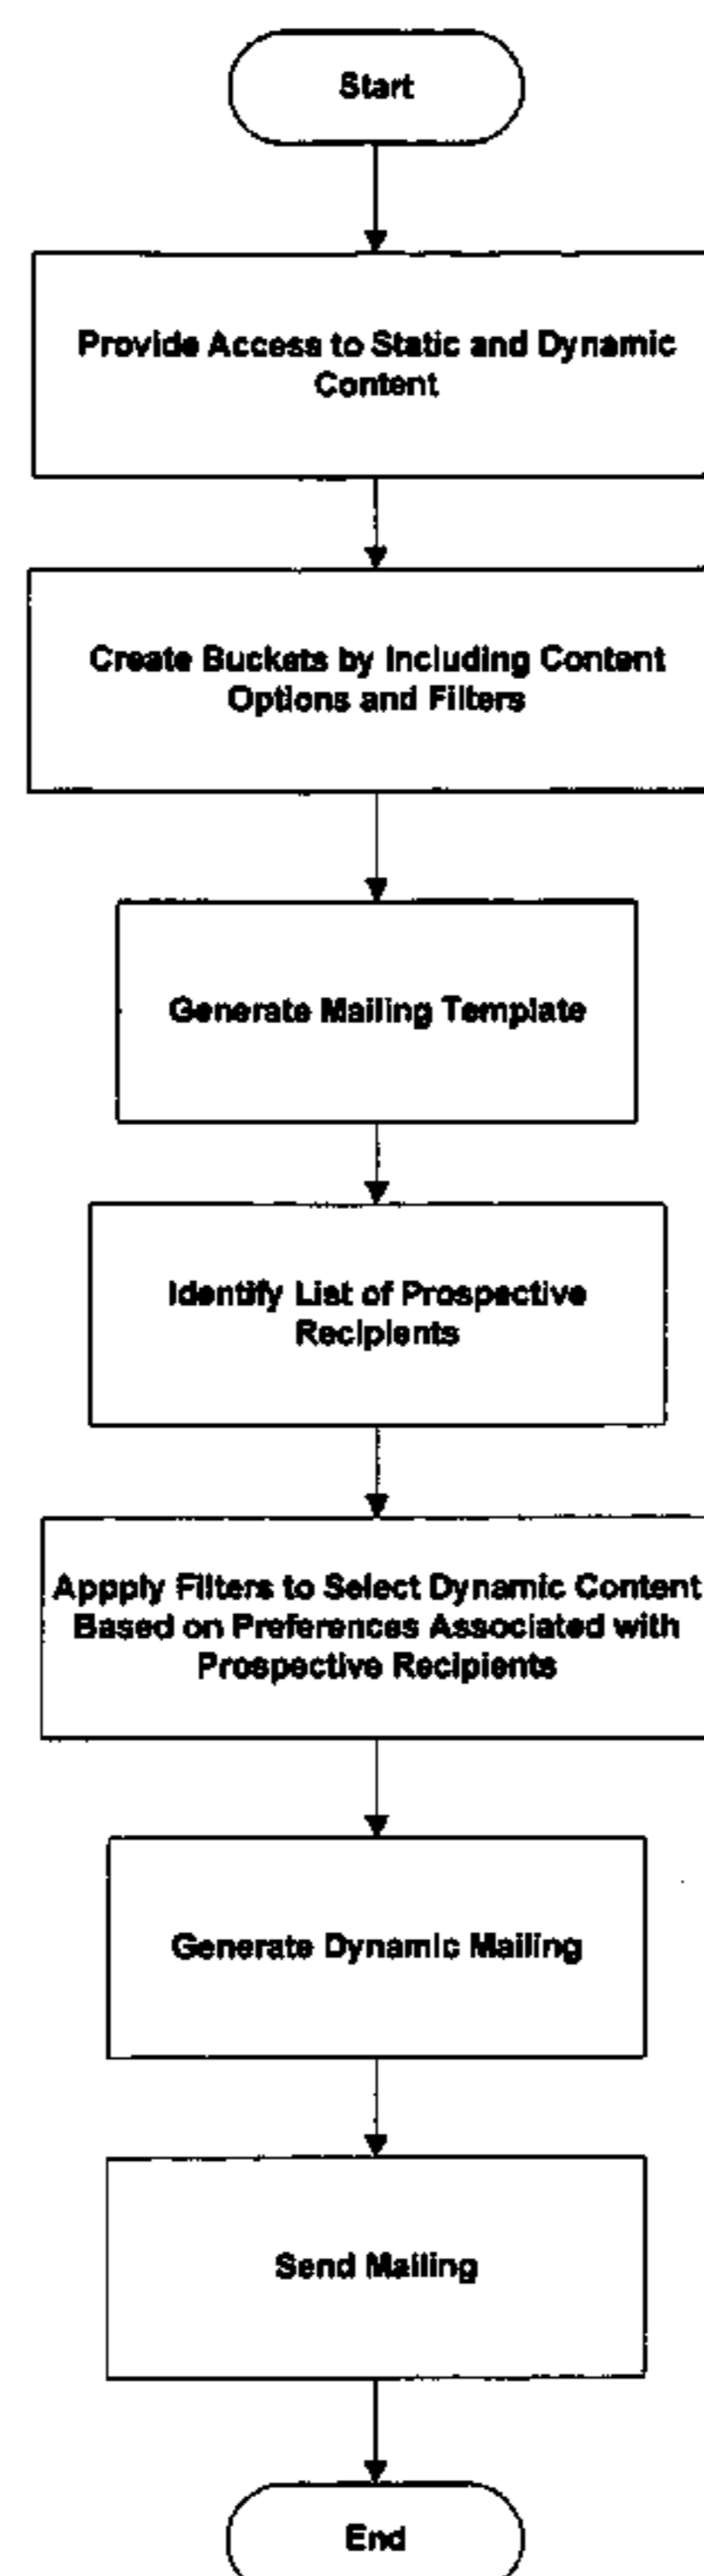 Start
Provide Access to Static and Dynamic
Content
Create Buckets by Including Content
Options and Filters
Generate Mailing Template
Identify List of Prospective
Recipients
Appply Filters to Select Dynamic Content
Based on Preferences Associated with
Prospective Recipients
Generate Dynamic Mailing
Send Mailing
End